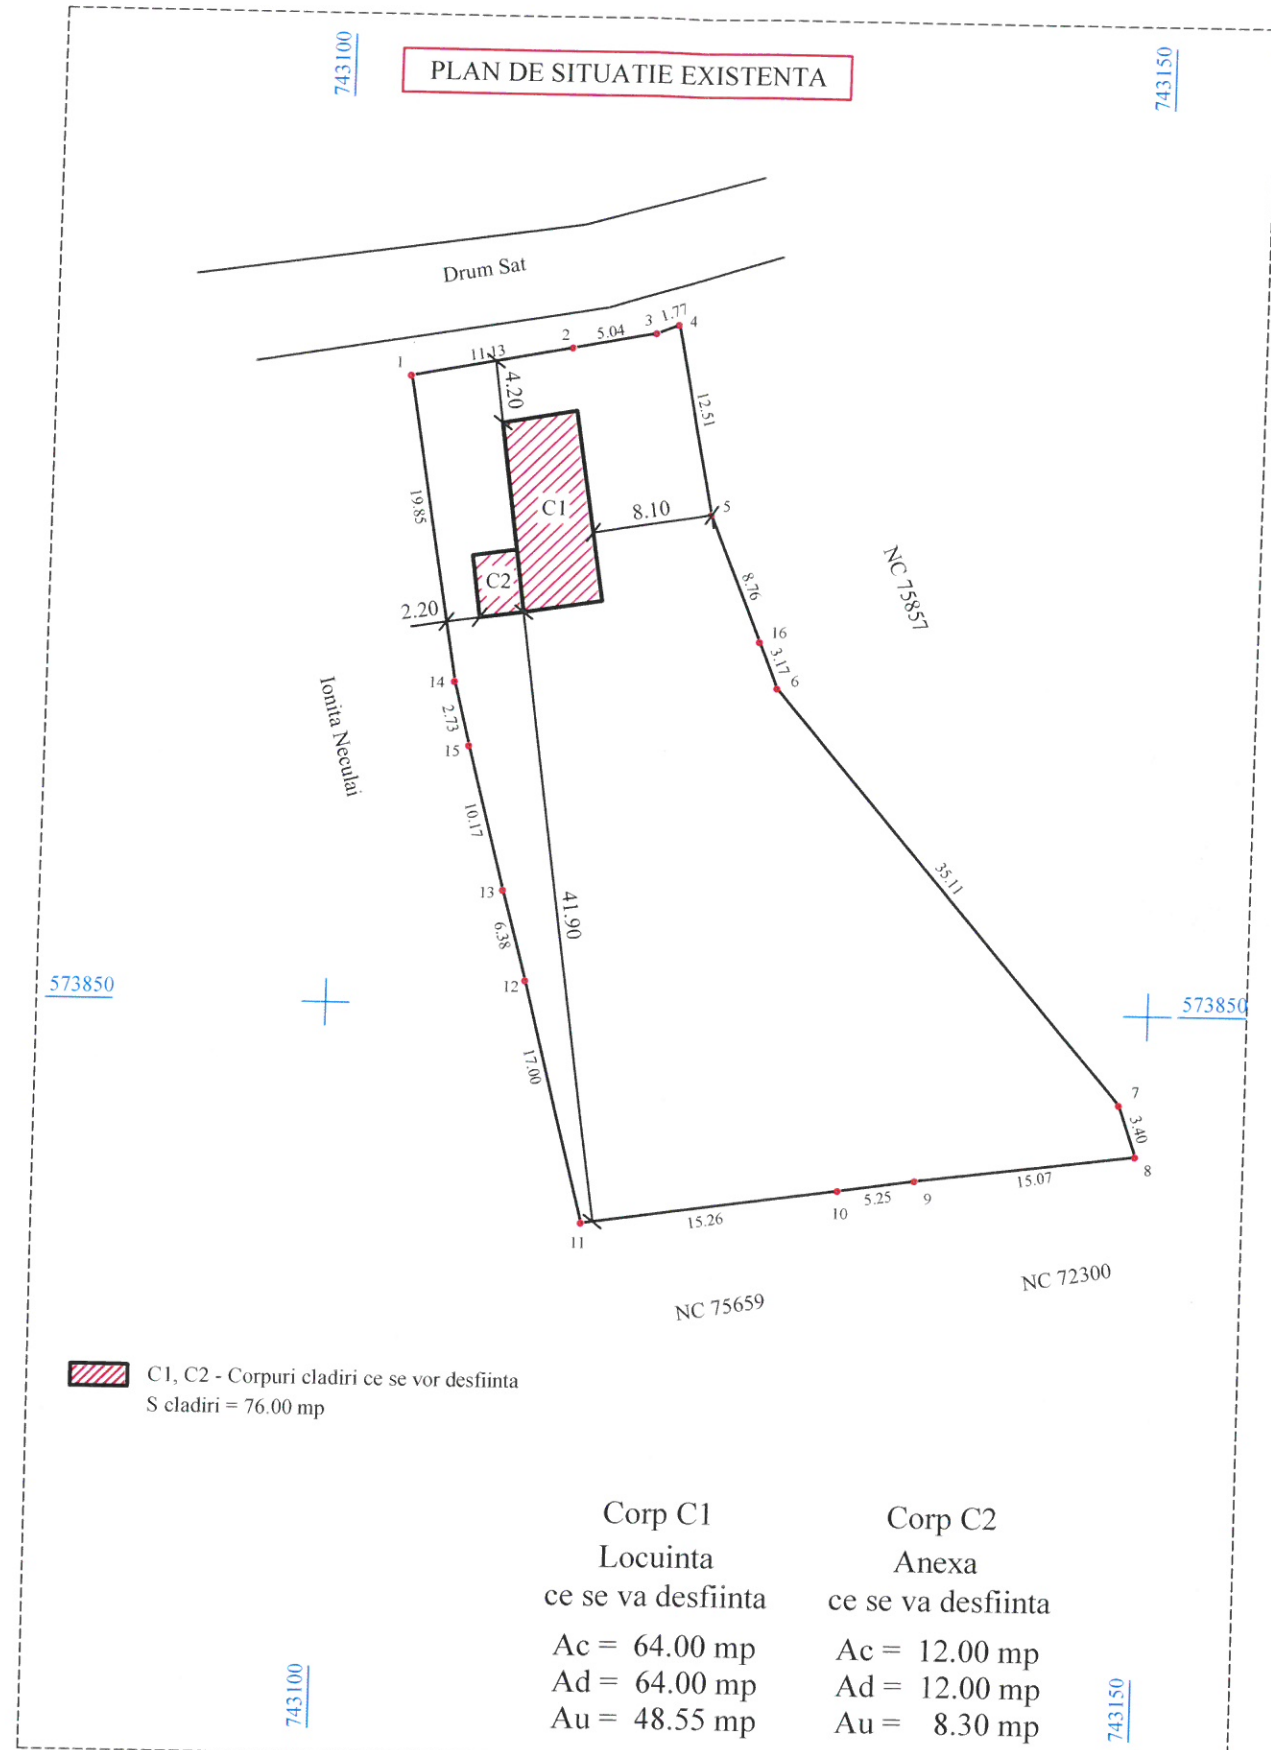 743100
743150
PLAN DE SITUATIE EXISTENTA
Drum Sat
1
11.13
2
5.04
3
1.77
4
4.20
12.51
19.85
C1
8.10
5
C2
2.20
8.76
NC 75857
16
3.17
6
14
2.73
15
Ionita Neculai
10.17
13
6.38
12
41.90
35.11
573850
573850
17.00
7
3.40
8
15.07
9
5.25
10
15.26
11
NC 72300
NC 75659
C1, C2 - Corpuri cladiri ce se vor desfiinta
S cladiri = 76.00 mp
Corp C1
Locuinta
ce se va desfiinta
Ac = 64.00 mp
Ad = 64.00 mp
Au = 48.55 mp
Corp C2
Anexa
ce se va desfiinta
Ac = 12.00 mp
Ad = 12.00 mp
Au = 8.30 mp
743100
743150